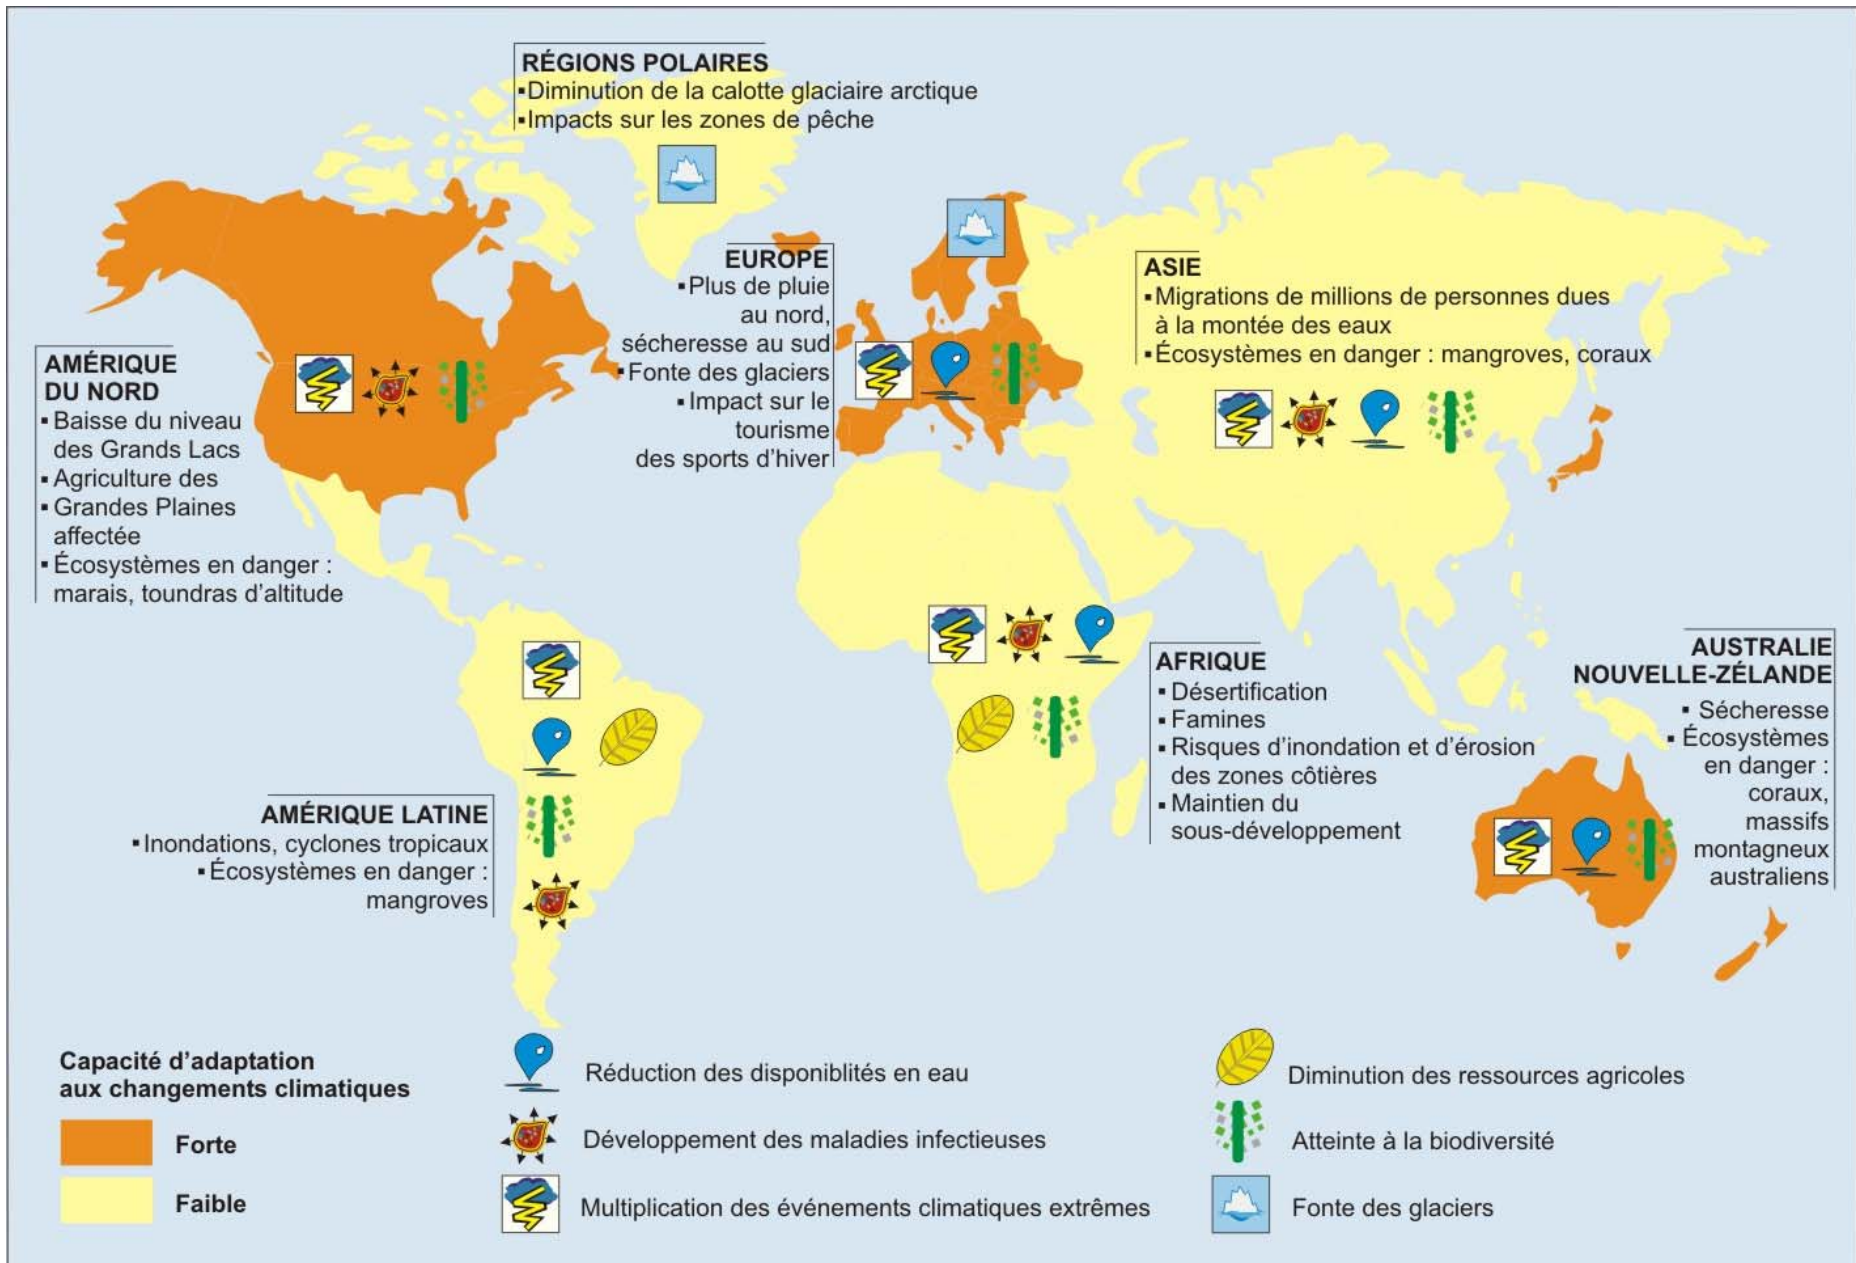 RÉGIONS POLAIRES
▪Diminution de la calotte glaciaire arctique
▪Impacts sur les zones de pêche
EUROPE
▪Plus de pluie
au nord,
sécheresse au sud
▪Fonte des glaciers
▪Impact sur le
tourisme
des sports d'hiver
ASIE
▪Migrations de millions de personnes dues
à la montée des eaux
▪Écosystèmes en danger : mangroves, coraux
AMÉRIQUE
DU NORD
▪Baisse du niveau
des Grands Lacs
▪Agriculture des
▪Grandes Plaines
affectée
▪Écosystèmes en danger :
marais, toundras d'altitude
AFRIQUE
▪Désertification
▪Famines
▪Risques d'inondation et d'érosion
des zones côtières
▪Maintien du
sous-développement
AUSTRALIE
NOUVELLE-ZÉLANDE
▪Sécheresse
▪Écosystèmes
en danger :
coraux,
massifs
montagneux
australiens
AMÉRIQUE LATINE
▪Inondations, cyclones tropicaux
▪Écosystèmes en danger :
mangroves
Capacité d'adaptation
aux changements climatiques
Forte
Faible
Réduction des disponiblités en eau
Développement des maladies infectieuses
Multiplication des événements climatiques extrêmes
Diminution des ressources agricoles
Atteinte à la biodiversité
Fonte des glaciers